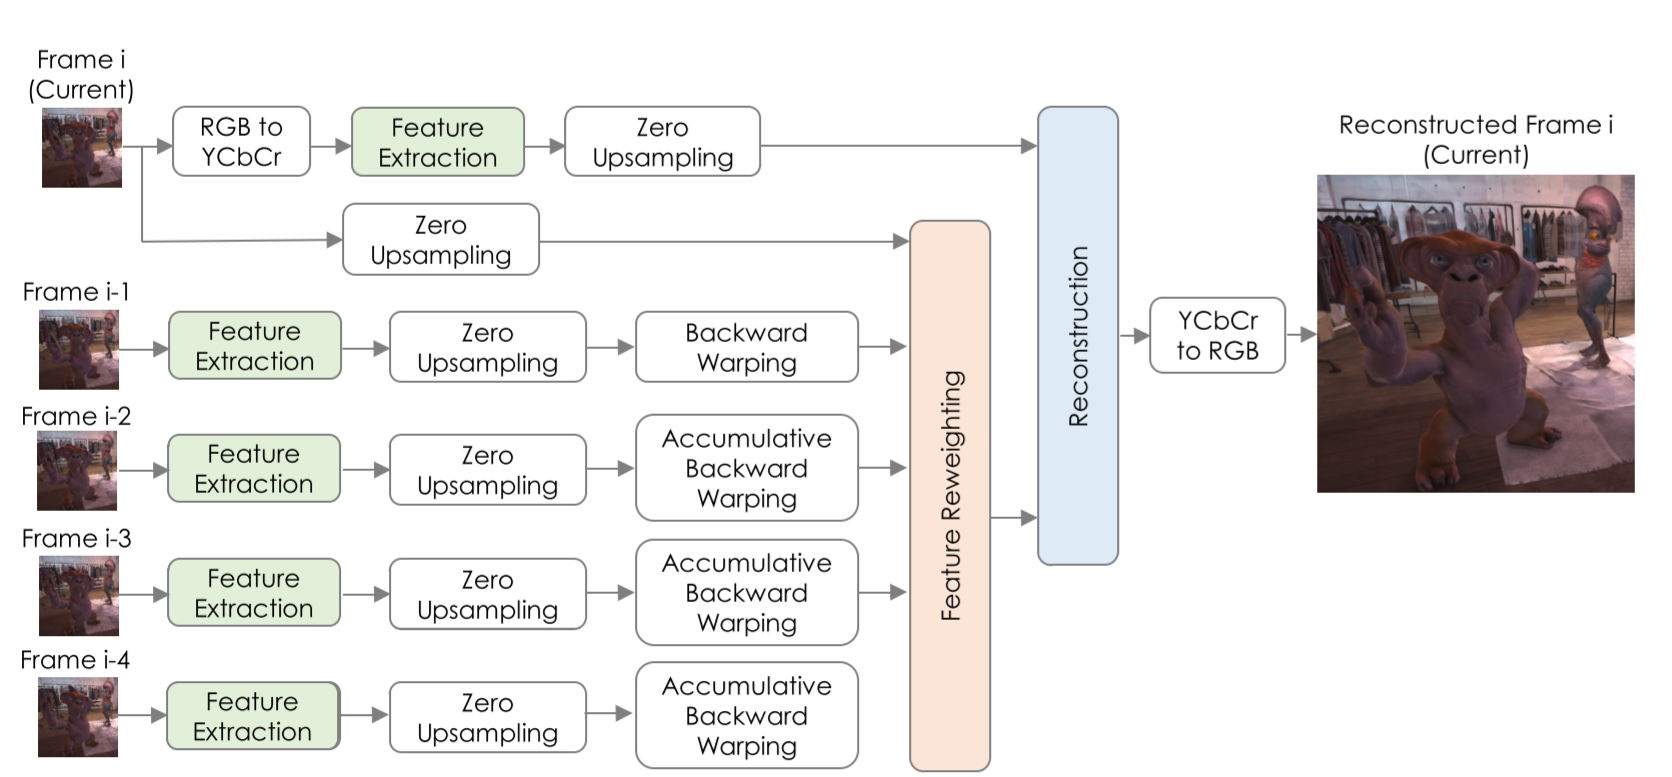 Frame i
(Current)
RGB to
YCbCr
Feature
Extraction
Zero
Upsampling
Zero
Upsampling
Frame i-1
Feature
Extraction
Zero
Upsampling
Backward
Warping
Frame i-2
Feature
Extraction
Zero
Upsampling
Accumulative
Backward
Warping
Frame i-3
Feature
Extraction
Zero
Upsampling
Accumulative
Backward
Warping
Frame i-4
Feature
Extraction
Zero
Upsampling
Accumulative
Backward
Warping
Feature Reweighting
Reconstruction
YCbCr
to RGB
Reconstructed Frame i
(Current)